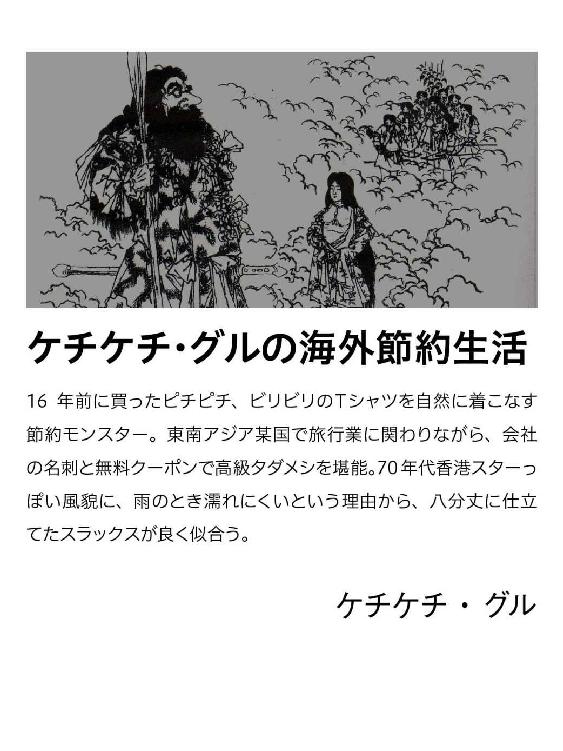 ケチケチ・グルの海外節約生活
16 年前に買ったピチピチ、ビリビリのTシャツを自然に着こなす
節約モンスター。東南アジア某国で旅行業に関わりながら、会社
の名刺と無料クーポンで高級タダメシを堪能。70年代香港スターっ
ぽい風貌に、雨のとき濡れにくいという理由から、八分丈に仕立
てたスラックスが良く似合う。
ケチケチ ・ グル